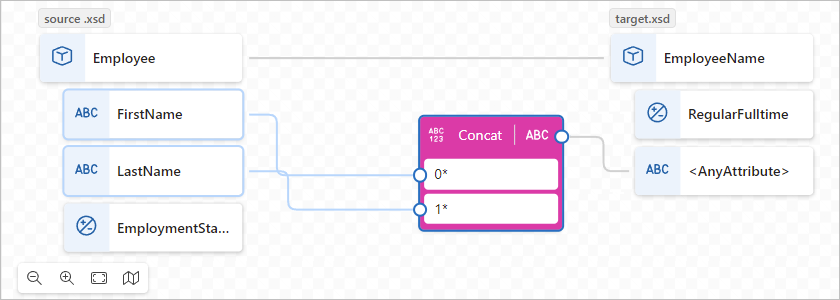 source .xsd
target.xsd
Employee
EmployeeName
ABC
FirstName
RegularFulltime
ABC
123
Concat
ABC
ABC
LastName
0*
ABC
<AnyAttribute>
1*
EmploymentSta...